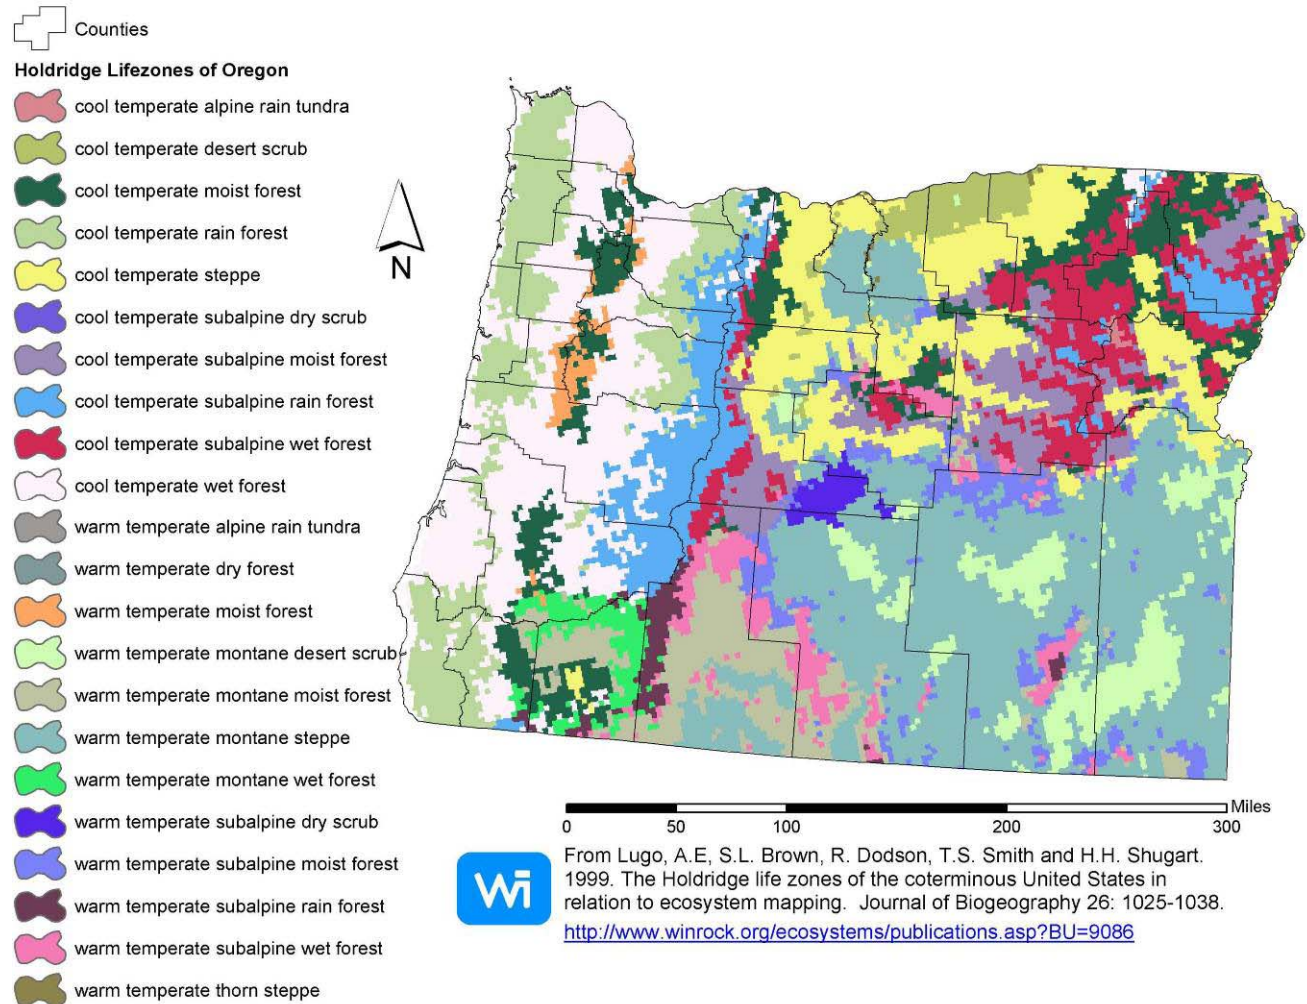 Counties
Holdridge Lifezones of Oregon
cool temperate alpine rain tundra
cool temperate desert scrub
cool temperate moist forest
cool temperate rain forest
cool temperate steppe
cool temperate subalpine dry scrub
cool temperate subalpine moist forest
cool temperate subalpine rain forest
cool temperate subalpine wet forest
cool temperate wet forest
warm temperate alpine rain tundra
warm temperate dry forest
warm temperate moist forest
warm temperate montane desert scrub
warm temperate montane moist forest
warm temperate montane steppe
warm temperate montane wet forest
warm temperate subalpine dry scrub
warm temperate subalpine moist forest
warm temperate subalpine rain forest
warm temperate subalpine wet forest
warm temperate thorn steppe
N
Miles
0 50 100 200 300
Wi
From Lugo, A.E, S.L. Brown, R. Dodson, T.S. Smith and H.H. Shugart.
1999. The Holdridge life zones of the coterminous United States in
relation to ecosystem mapping. Journal of Biogeography 26: 1025-1038.
http://www.winrock.org/ecosystems/publications.asp?BU=9086